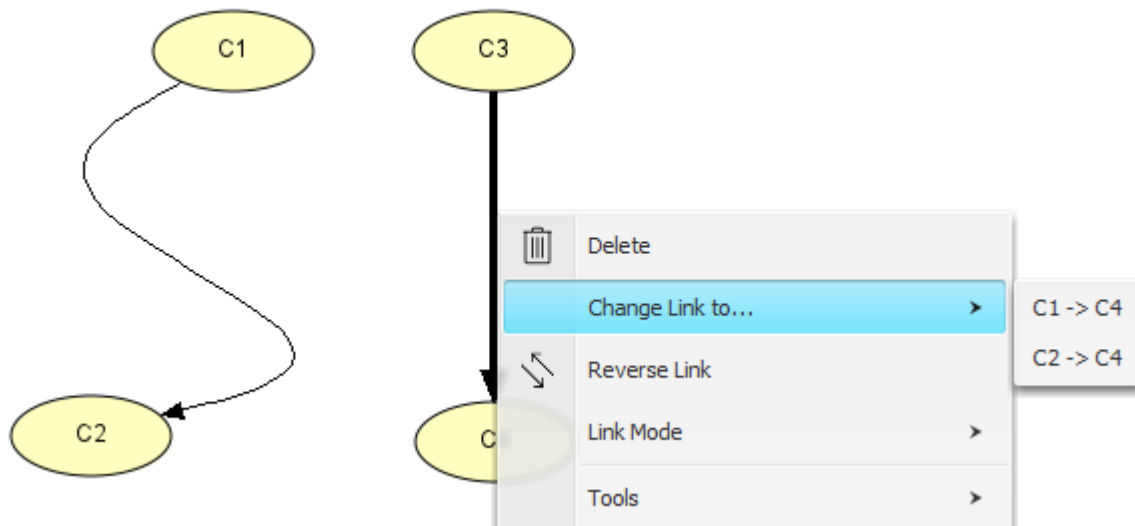 C1
C3
Delete
Change Link to...
C1 -> C4
C2 -> C4
Reverse Link
C2
C
Link Mode
Tools